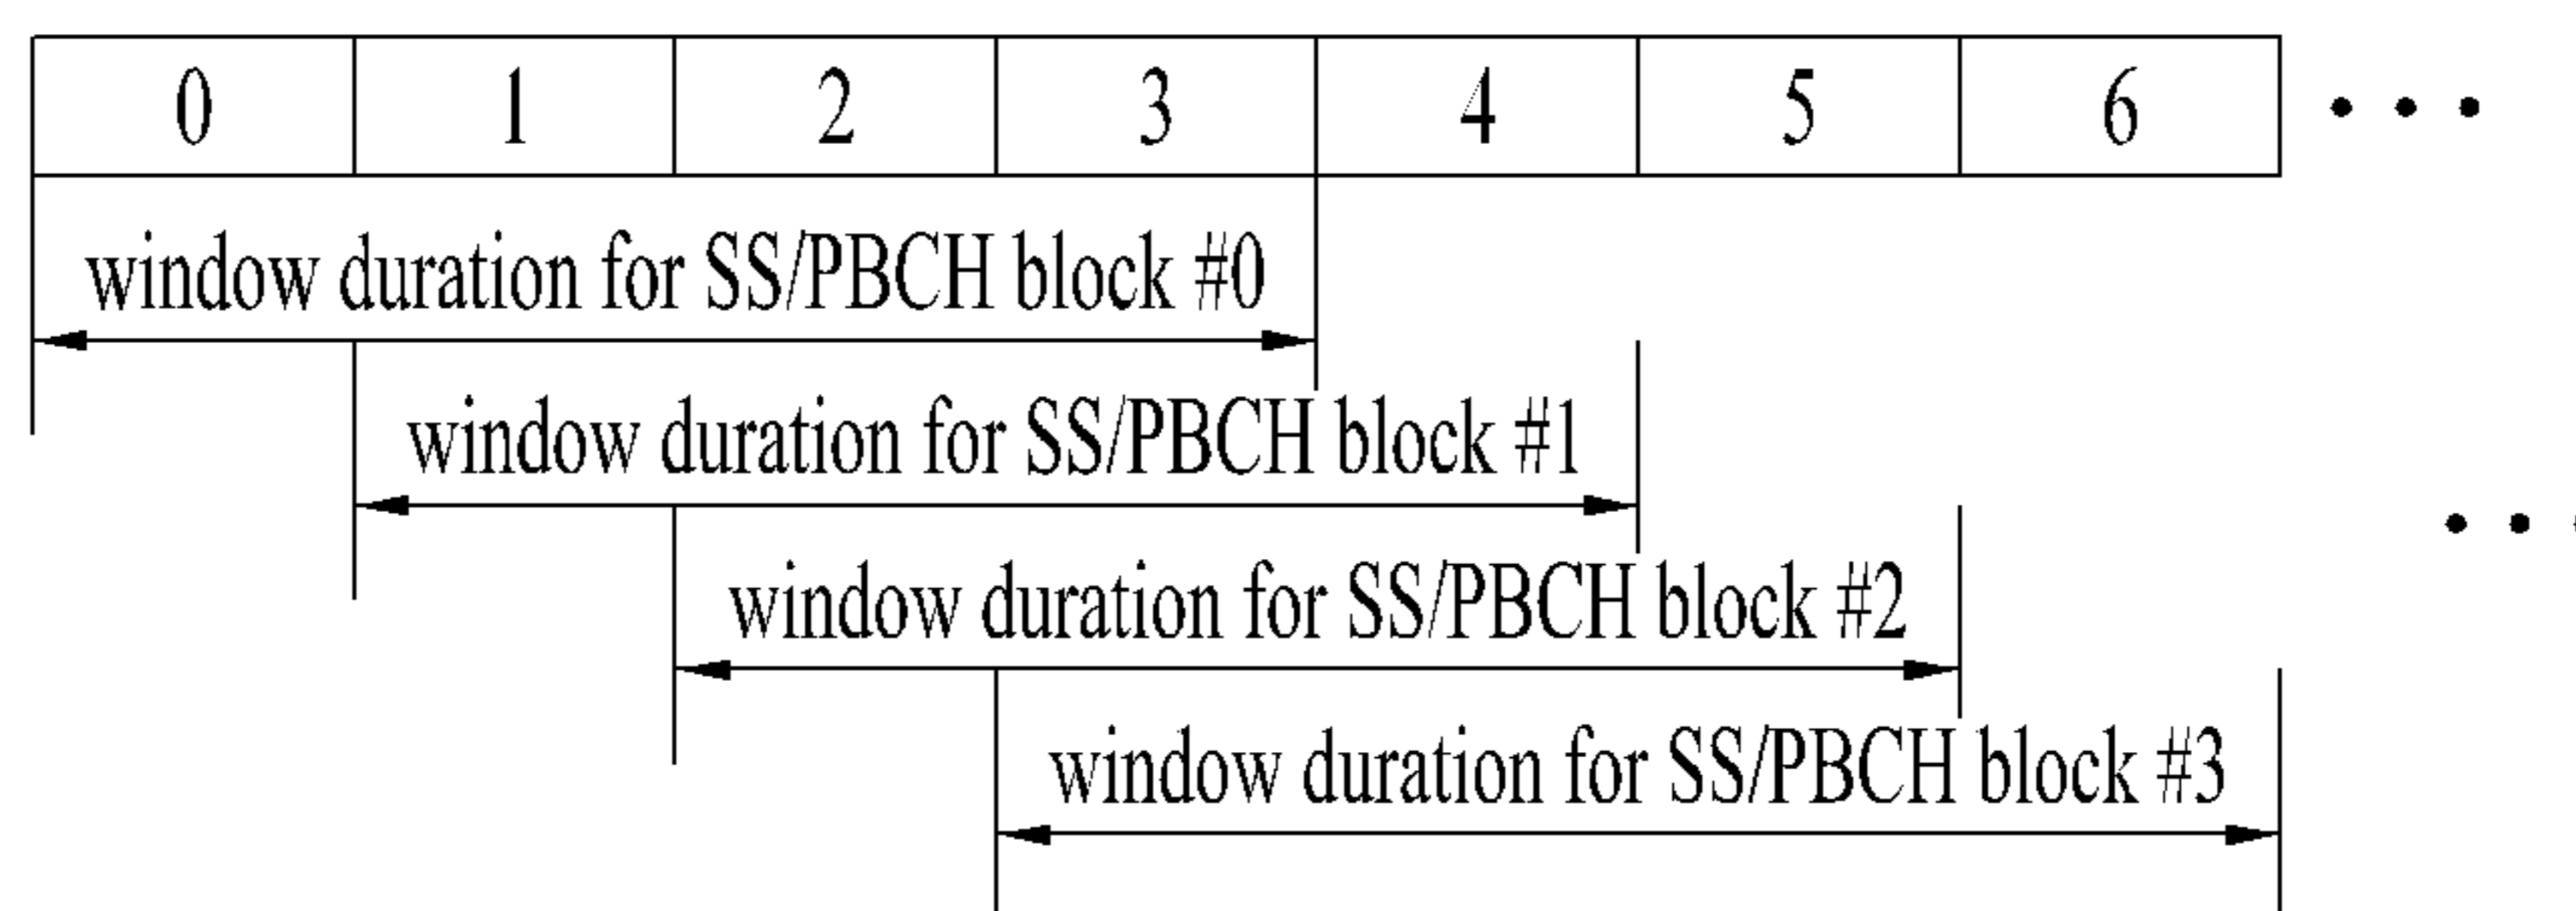 0 1 2 3 4 5 6 • • •
window duration for SS/PBCH block #0
window duration for SS/PBCH block #1
window duration for SS/PBCH block #2
window duration for SS/PBCH block #3